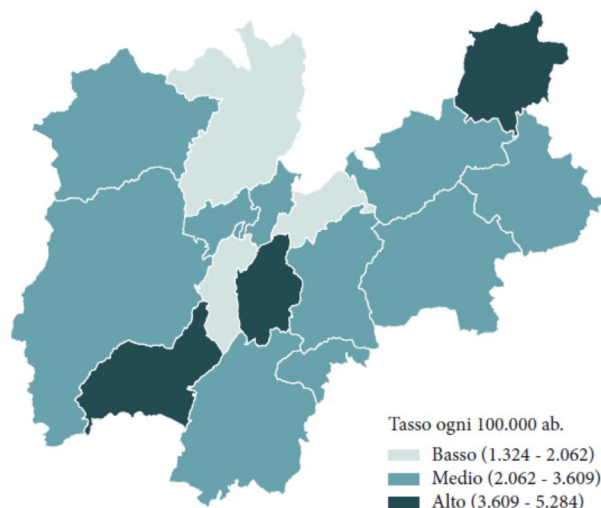 Tasso ogni 100.000 ab.
Basso (1.324 - 2.062)
Medio (2.062 - 3.609)
Alto (3.609 - 5.284)